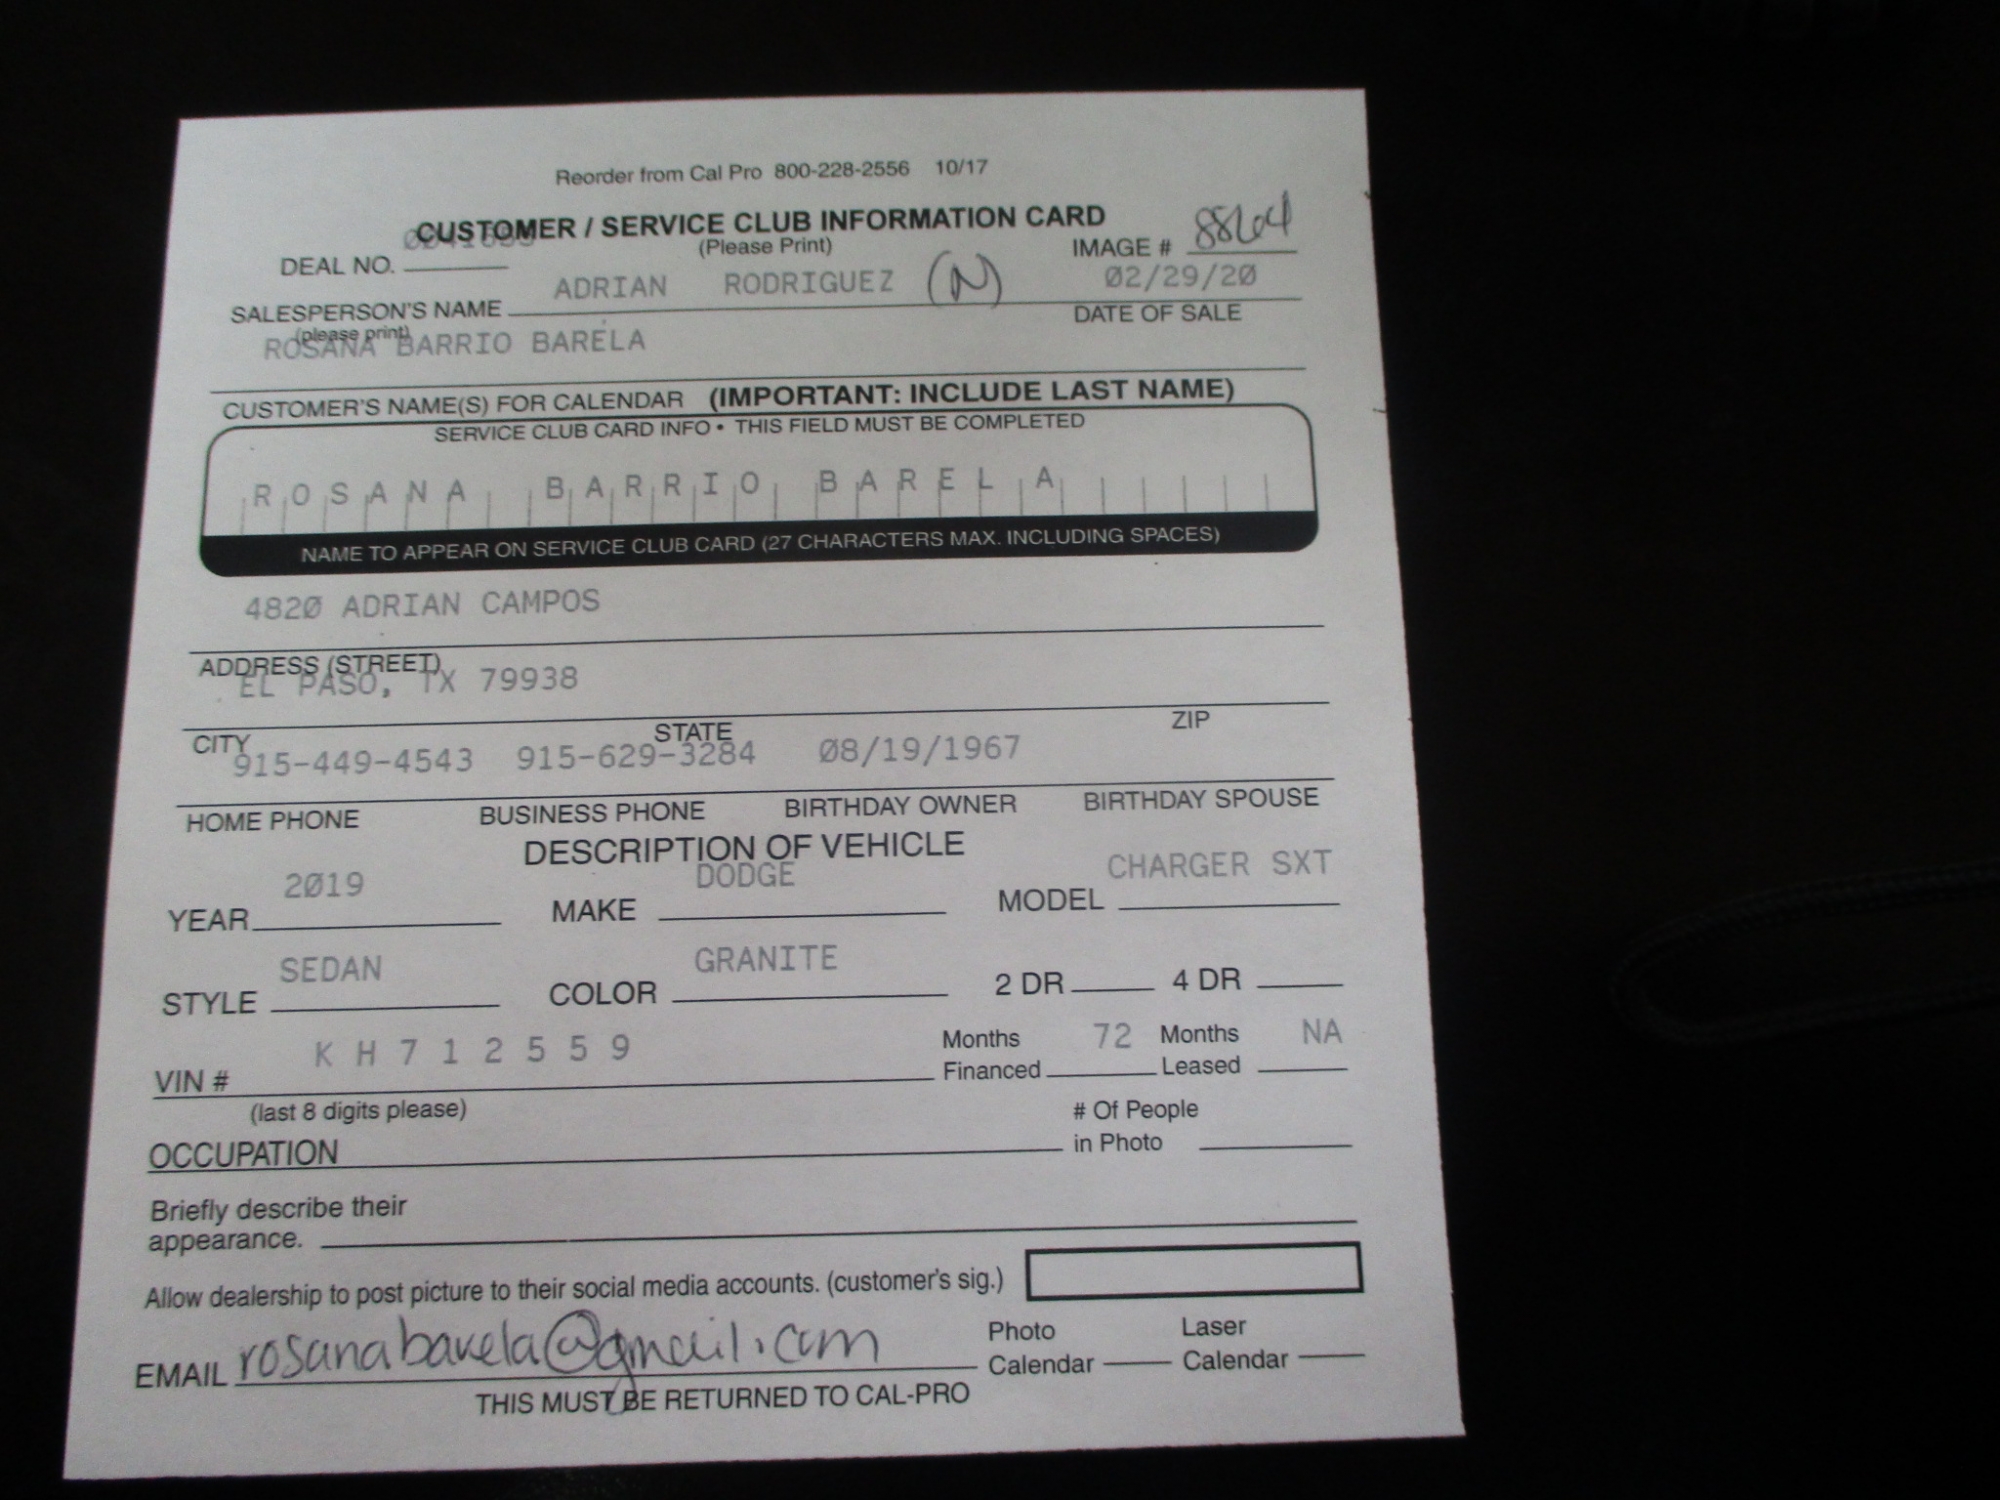 Reorder from Cal Pro 800-228-2556 10/17
CUSTOMER / SERVICE CLUB INFORMATION CARD
(Please Print)
IMAGE #
DEAL NO.
ADRIAN RODRIGUEZ (N) 02/29/20
SALESPERSON'S NAME DATE OF SALE
(please print)
ROSANA BARRIO BARELA
CUSTOMER'S NAME(S) FOR CALENDAR (IMPORTANT: INCLUDE LAST NAME)
SERVICE CLUB CARD INFO • THIS FIELD MUST BE COMPLETED
ROSANA BARRIO BARELA
NAME TO APPEAR ON SERVICE CLUB CARD (27 CHARACTERS MAX. INCLUDING SPACES)
4820 ADRIAN CAMPOS
ADDRESS (STREET)
EL PASO, TX 79938
CITY STATE ZIP
915-449-4543 915-629-3284 08/19/1967
HOME PHONE BUSINESS PHONE BIRTHDAY OWNER BIRTHDAY SPOUSE
DESCRIPTION OF VEHICLE
2019 DODGE CHARGER SXT
YEAR MAKE MODEL
SEDAN GRANITE
STYLE COLOR 2 DR 4 DR
KH712559 Months 72 Months NA
VIN # Financed Leased
(last 8 digits please) # Of People
OCCUPATION in Photo
Briefly describe their
appearance.
Allow dealership to post picture to their social media accounts. (customer's sig.)
EMAIL rosanabarela@gmail.com Photo Laser
Calendar Calendar
THIS MUST BE RETURNED TO CAL-PRO